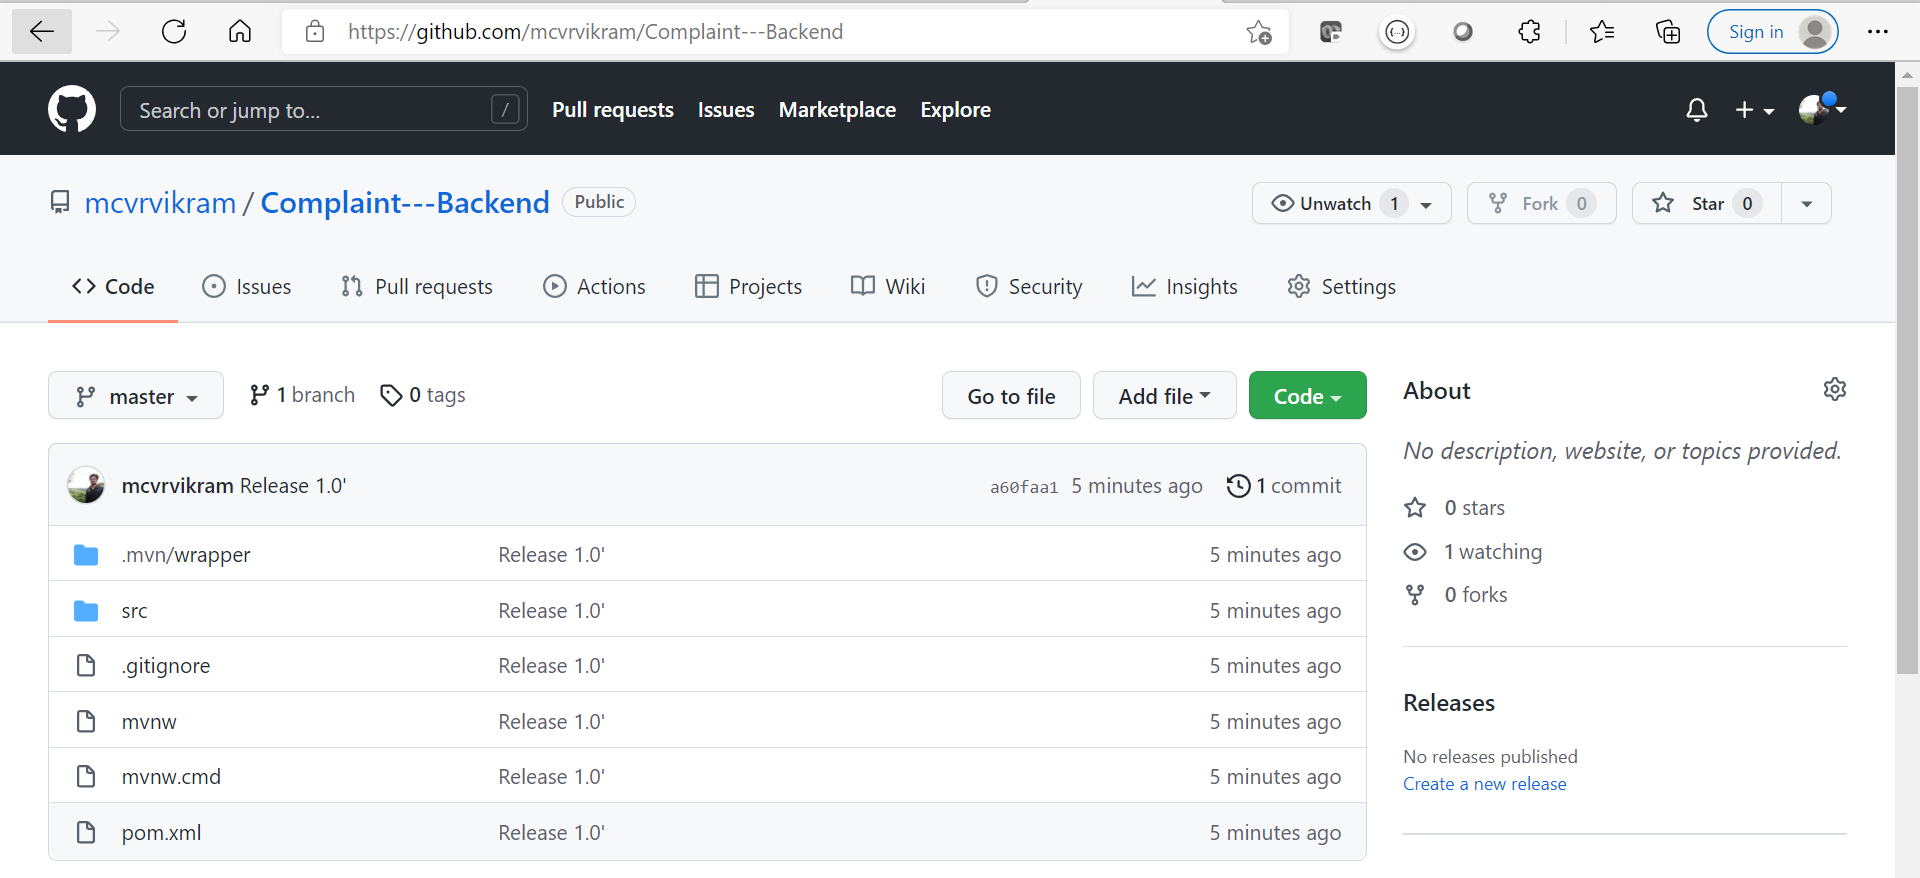 https://github.com/mcvrvikram/Complaint---Backend
Sign in
Search or jump to... /
Pull requests Issues Marketplace Explore
mcvrvikram / Complaint---Backend Public
Unwatch 1 Fork 0 Star 0
Code Issues Pull requests Actions Projects Wiki Security Insights Settings
master 1 branch 0 tags Go to file Add file Code
mcvrvikram Release 1.0' a60faa1 5 minutes ago 1 commit
.mvn/wrapper Release 1.0' 5 minutes ago
src Release 1.0' 5 minutes ago
.gitignore Release 1.0' 5 minutes ago
mvnw Release 1.0' 5 minutes ago
mvnw.cmd Release 1.0' 5 minutes ago
pom.xml Release 1.0' 5 minutes ago
About
No description, website, or topics provided.
0 stars
1 watching
0 forks
Releases
No releases published
Create a new release